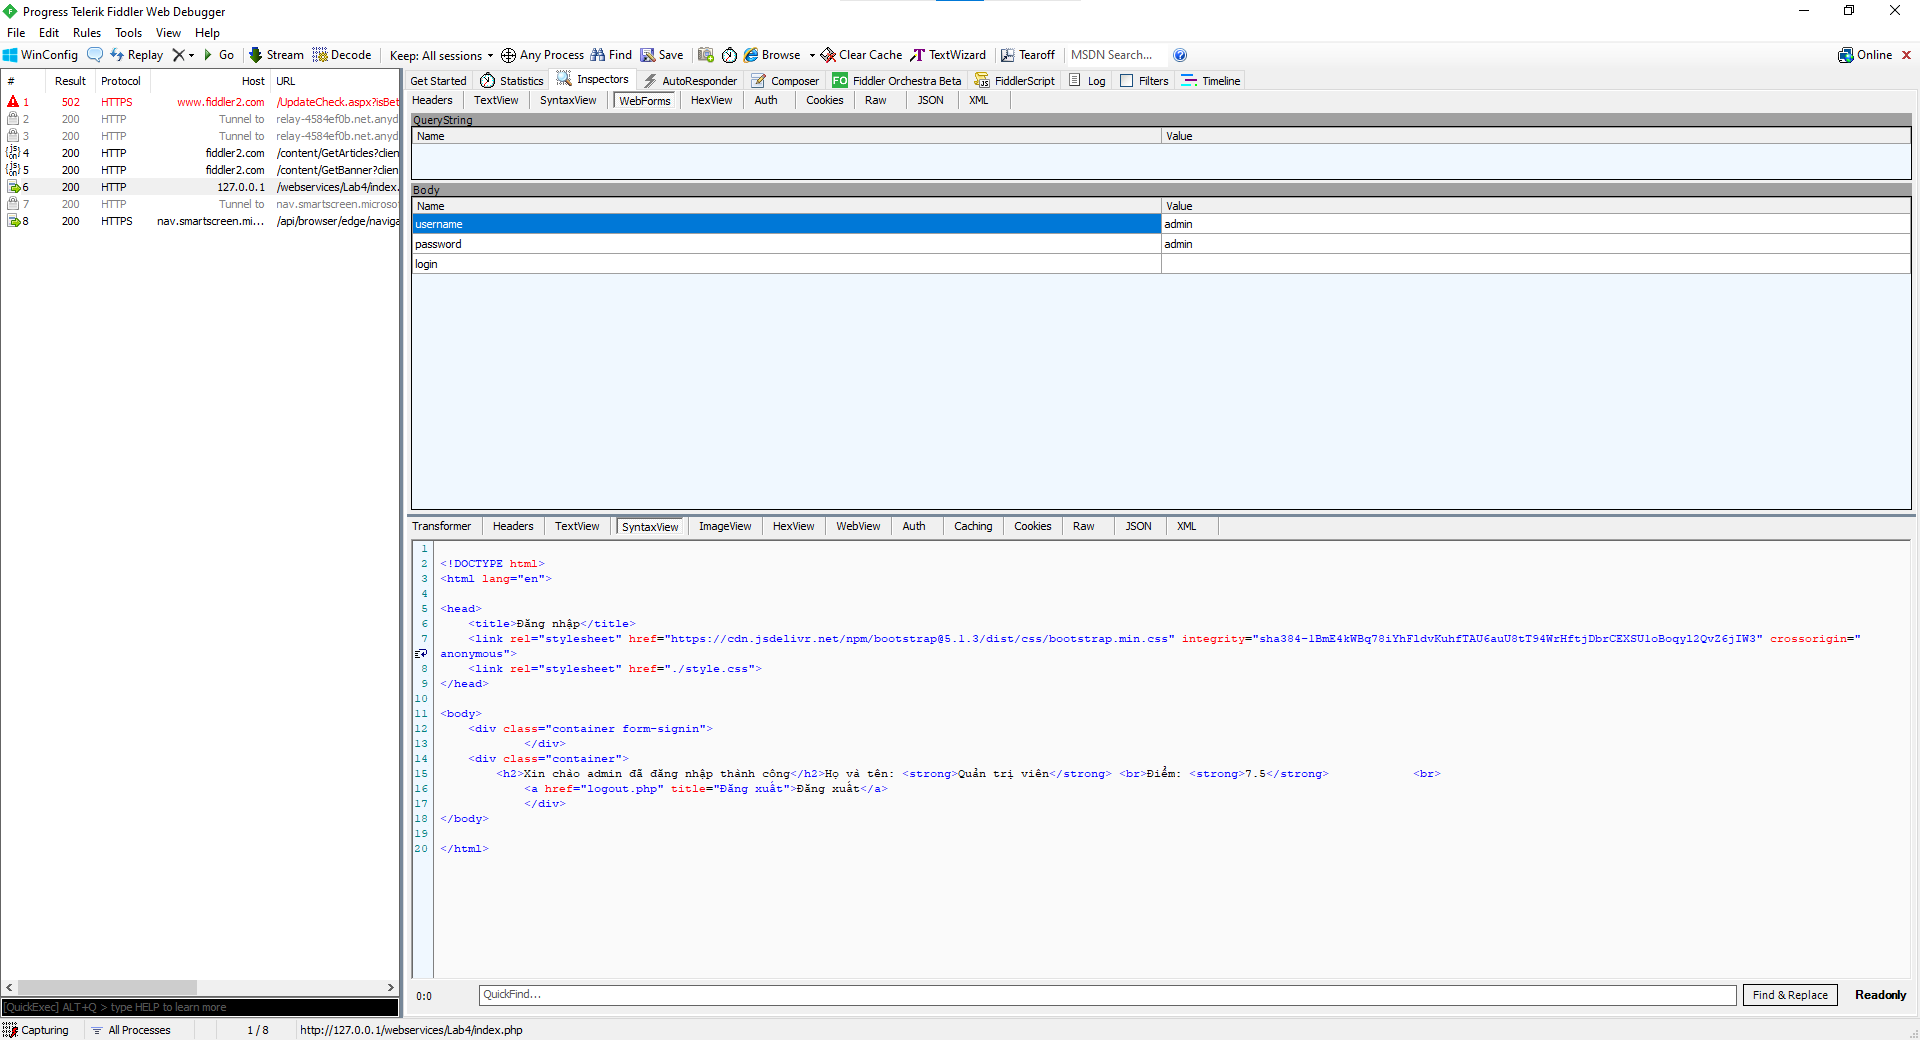 Progress Telerik Fiddler Web Debugger
File Edit Rules Tools View Help
WinConfig Replay Go Stream Decode Keep: All sessions Any Process Find Save Browse Clear Cache TextWizard Tearoff MSDN Search... Online
# Result Protocol Host URL
1 502 HTTPS www.fiddler2.com /UpdateCheck.aspx?isBet
2 200 HTTP Tunnel to relay-4584ef0b.net.anyd
3 200 HTTP Tunnel to relay-4584ef0b.net.anyd
4 200 HTTP fiddler2.com /content/GetArticles?clien
5 200 HTTP fiddler2.com /content/GetBanner?clien
6 200 HTTP 127.0.0.1 /webservices/Lab4/index.
7 200 HTTP Tunnel to nav.smartscreen.microsof
8 200 HTTPS nav.smartscreen.mi... /api/browser/edge/naviga
Get Started Statistics Inspectors AutoResponder Composer FO Fiddler Orchestra Beta FiddlerScript Log Filters Timeline
Headers TextView SyntaxView WebForms HexView Auth Cookies Raw JSON XML
QueryString
Name Value
Body
Name Value
username admin
password admin
login
Transformer Headers TextView SyntaxView ImageView HexView WebView Auth Caching Cookies Raw JSON XML
1
2 <!DOCTYPE html>
3 <html lang="en">
4
5 <head>
6 <title>Đăng nhập</title>
7 <link rel="stylesheet" href="https://cdn.jsdelivr.net/npm/bootstrap@5.1.3/dist/css/bootstrap.min.css" integrity="sha384-1BmE4kWBq78iYhFldvKuhfTAU6auU8tT94WrHftjDbrCEXSU1oBoqyl2QvZ6jIW3" crossorigin="
anonymous">
8 <link rel="stylesheet" href="./style.css">
9 </head>
10
11 <body>
12 <div class="container form-signin">
13 </div>
14 <div class="container">
15 <h2>Xin chào admin đã đăng nhập thành công</h2>Họ và tên: <strong>Quản trị viên</strong> <br>Điểm: <strong>7.5</strong> <br>
16 <a href="logout.php" title="Đăng xuất">Đăng xuất</a>
17 </div>
18 </body>
19
20 </html>
0:0 QuickFind... Find & Replace Readonly
[QuickExec] ALT+Q > type HELP to learn more
Capturing All Processes 1 / 8 http://127.0.0.1/webservices/Lab4/index.php